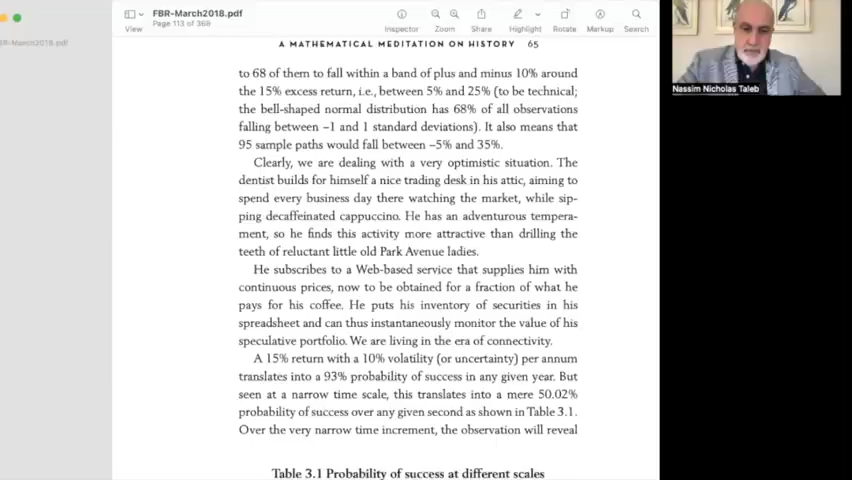 FBR-March2018.pdf
Page 113 of 368
View
Inspector
Zoom
Share
Highlight
Rotate
Markup
Search
Nassim Nicholas Taleb
A MATHEMATICAL MEDITATION ON HISTORY 65
to 68 of them to fall within a band of plus and minus 10% around
the 15% excess return, i.e., between 5% and 25% (to be technical;
the bell-shaped normal distribution has 68% of all observations
falling between −1 and 1 standard deviations). It also means that
95 sample paths would fall between −5% and 35%.
Clearly, we are dealing with a very optimistic situation. The
dentist builds for himself a nice trading desk in his attic, aiming to
spend every business day there watching the market, while sip-
ping decaffeinated cappuccino. He has an adventurous tempera-
ment, so he finds this activity more attractive than drilling the
teeth of reluctant little old Park Avenue ladies.
He subscribes to a Web-based service that supplies him with
continuous prices, now to be obtained for a fraction of what he
pays for his coffee. He puts his inventory of securities in his
spreadsheet and can thus instantaneously monitor the value of his
speculative portfolio. We are living in the era of connectivity.
A 15% return with a 10% volatility (or uncertainty) per annum
translates into a 93% probability of success in any given year. But
seen at a narrow time scale, this translates into a mere 50.02%
probability of success over any given second as shown in Table 3.1.
Over the very narrow time increment, the observation will reveal
Table 3.1 Probability of success at different scales